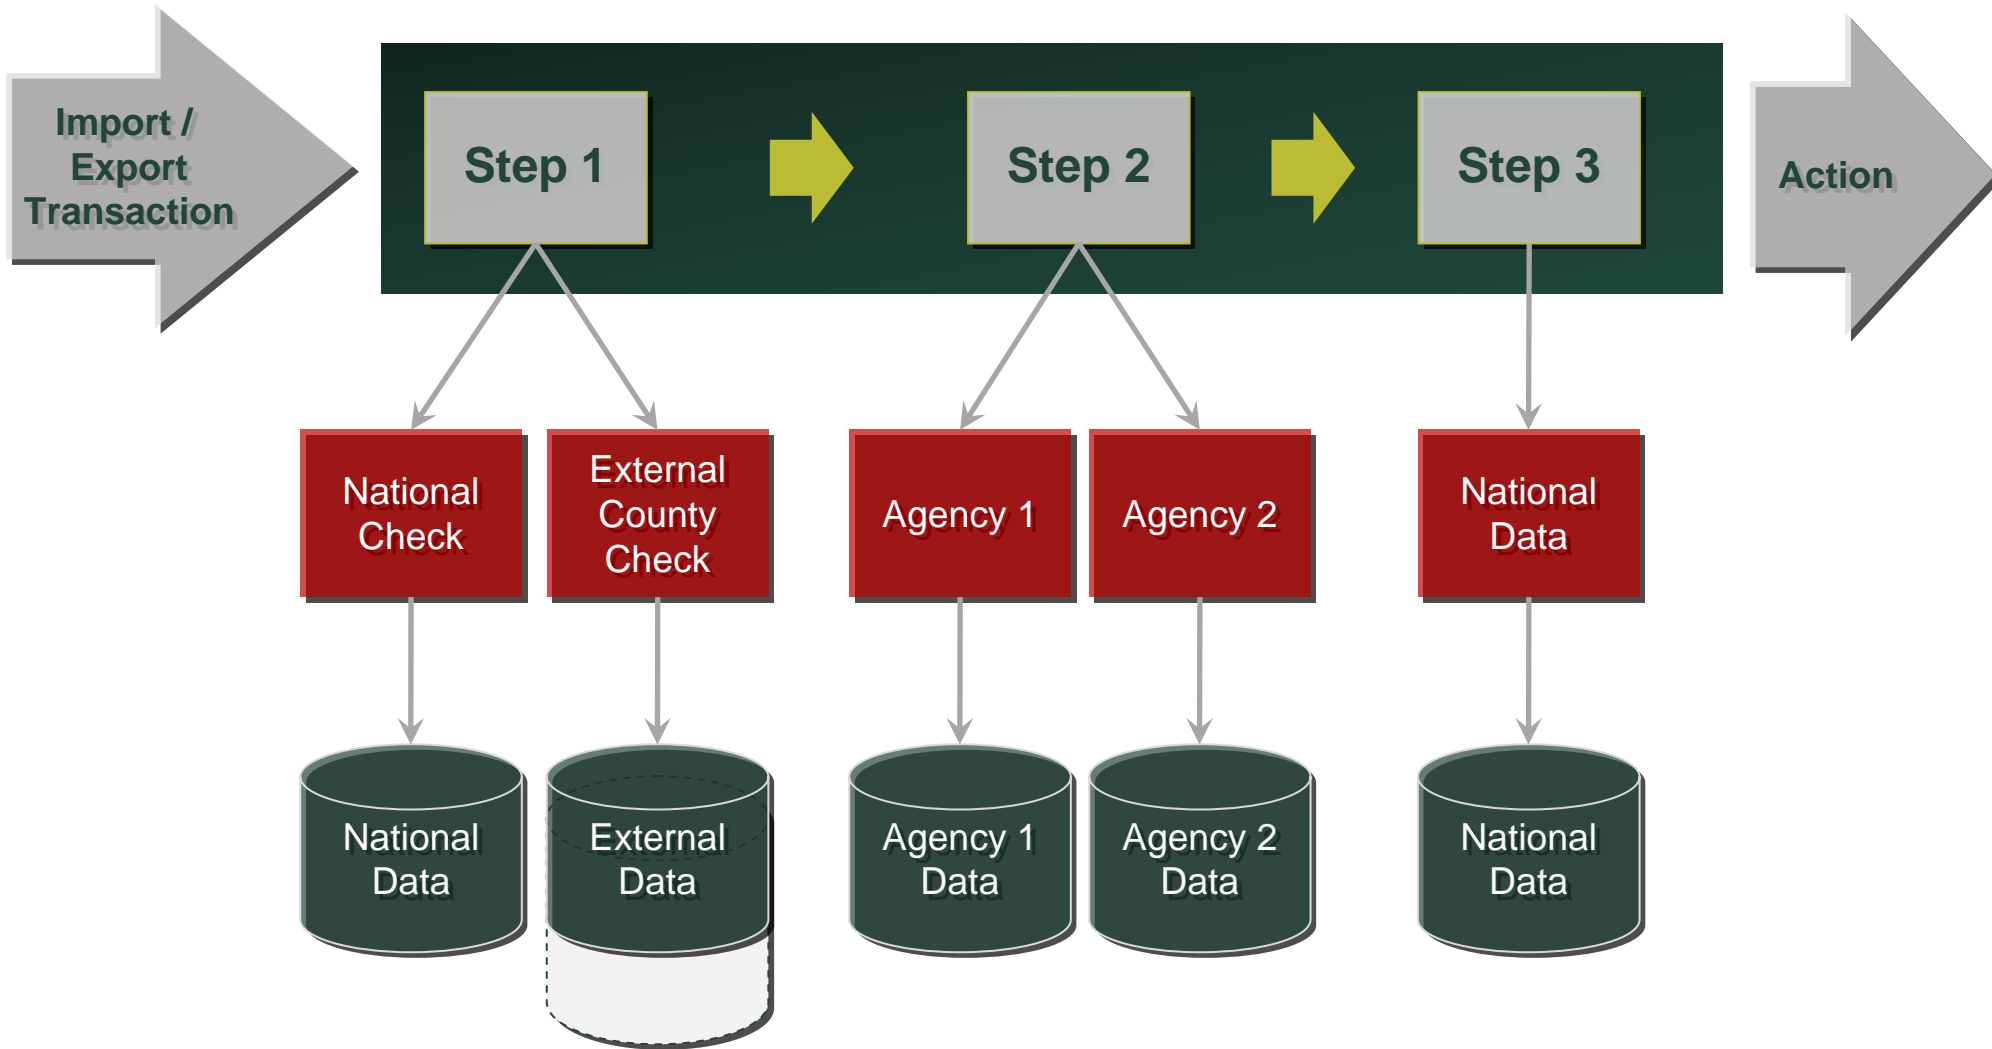 Import /
Export
Transaction
Step 1
Step 2
Step 3
Action
National
Check
External
County
Check
Agency 1
Agency 2
National
Data
National
Data
External
Data
Agency 1
Data
Agency 2
Data
National
Data